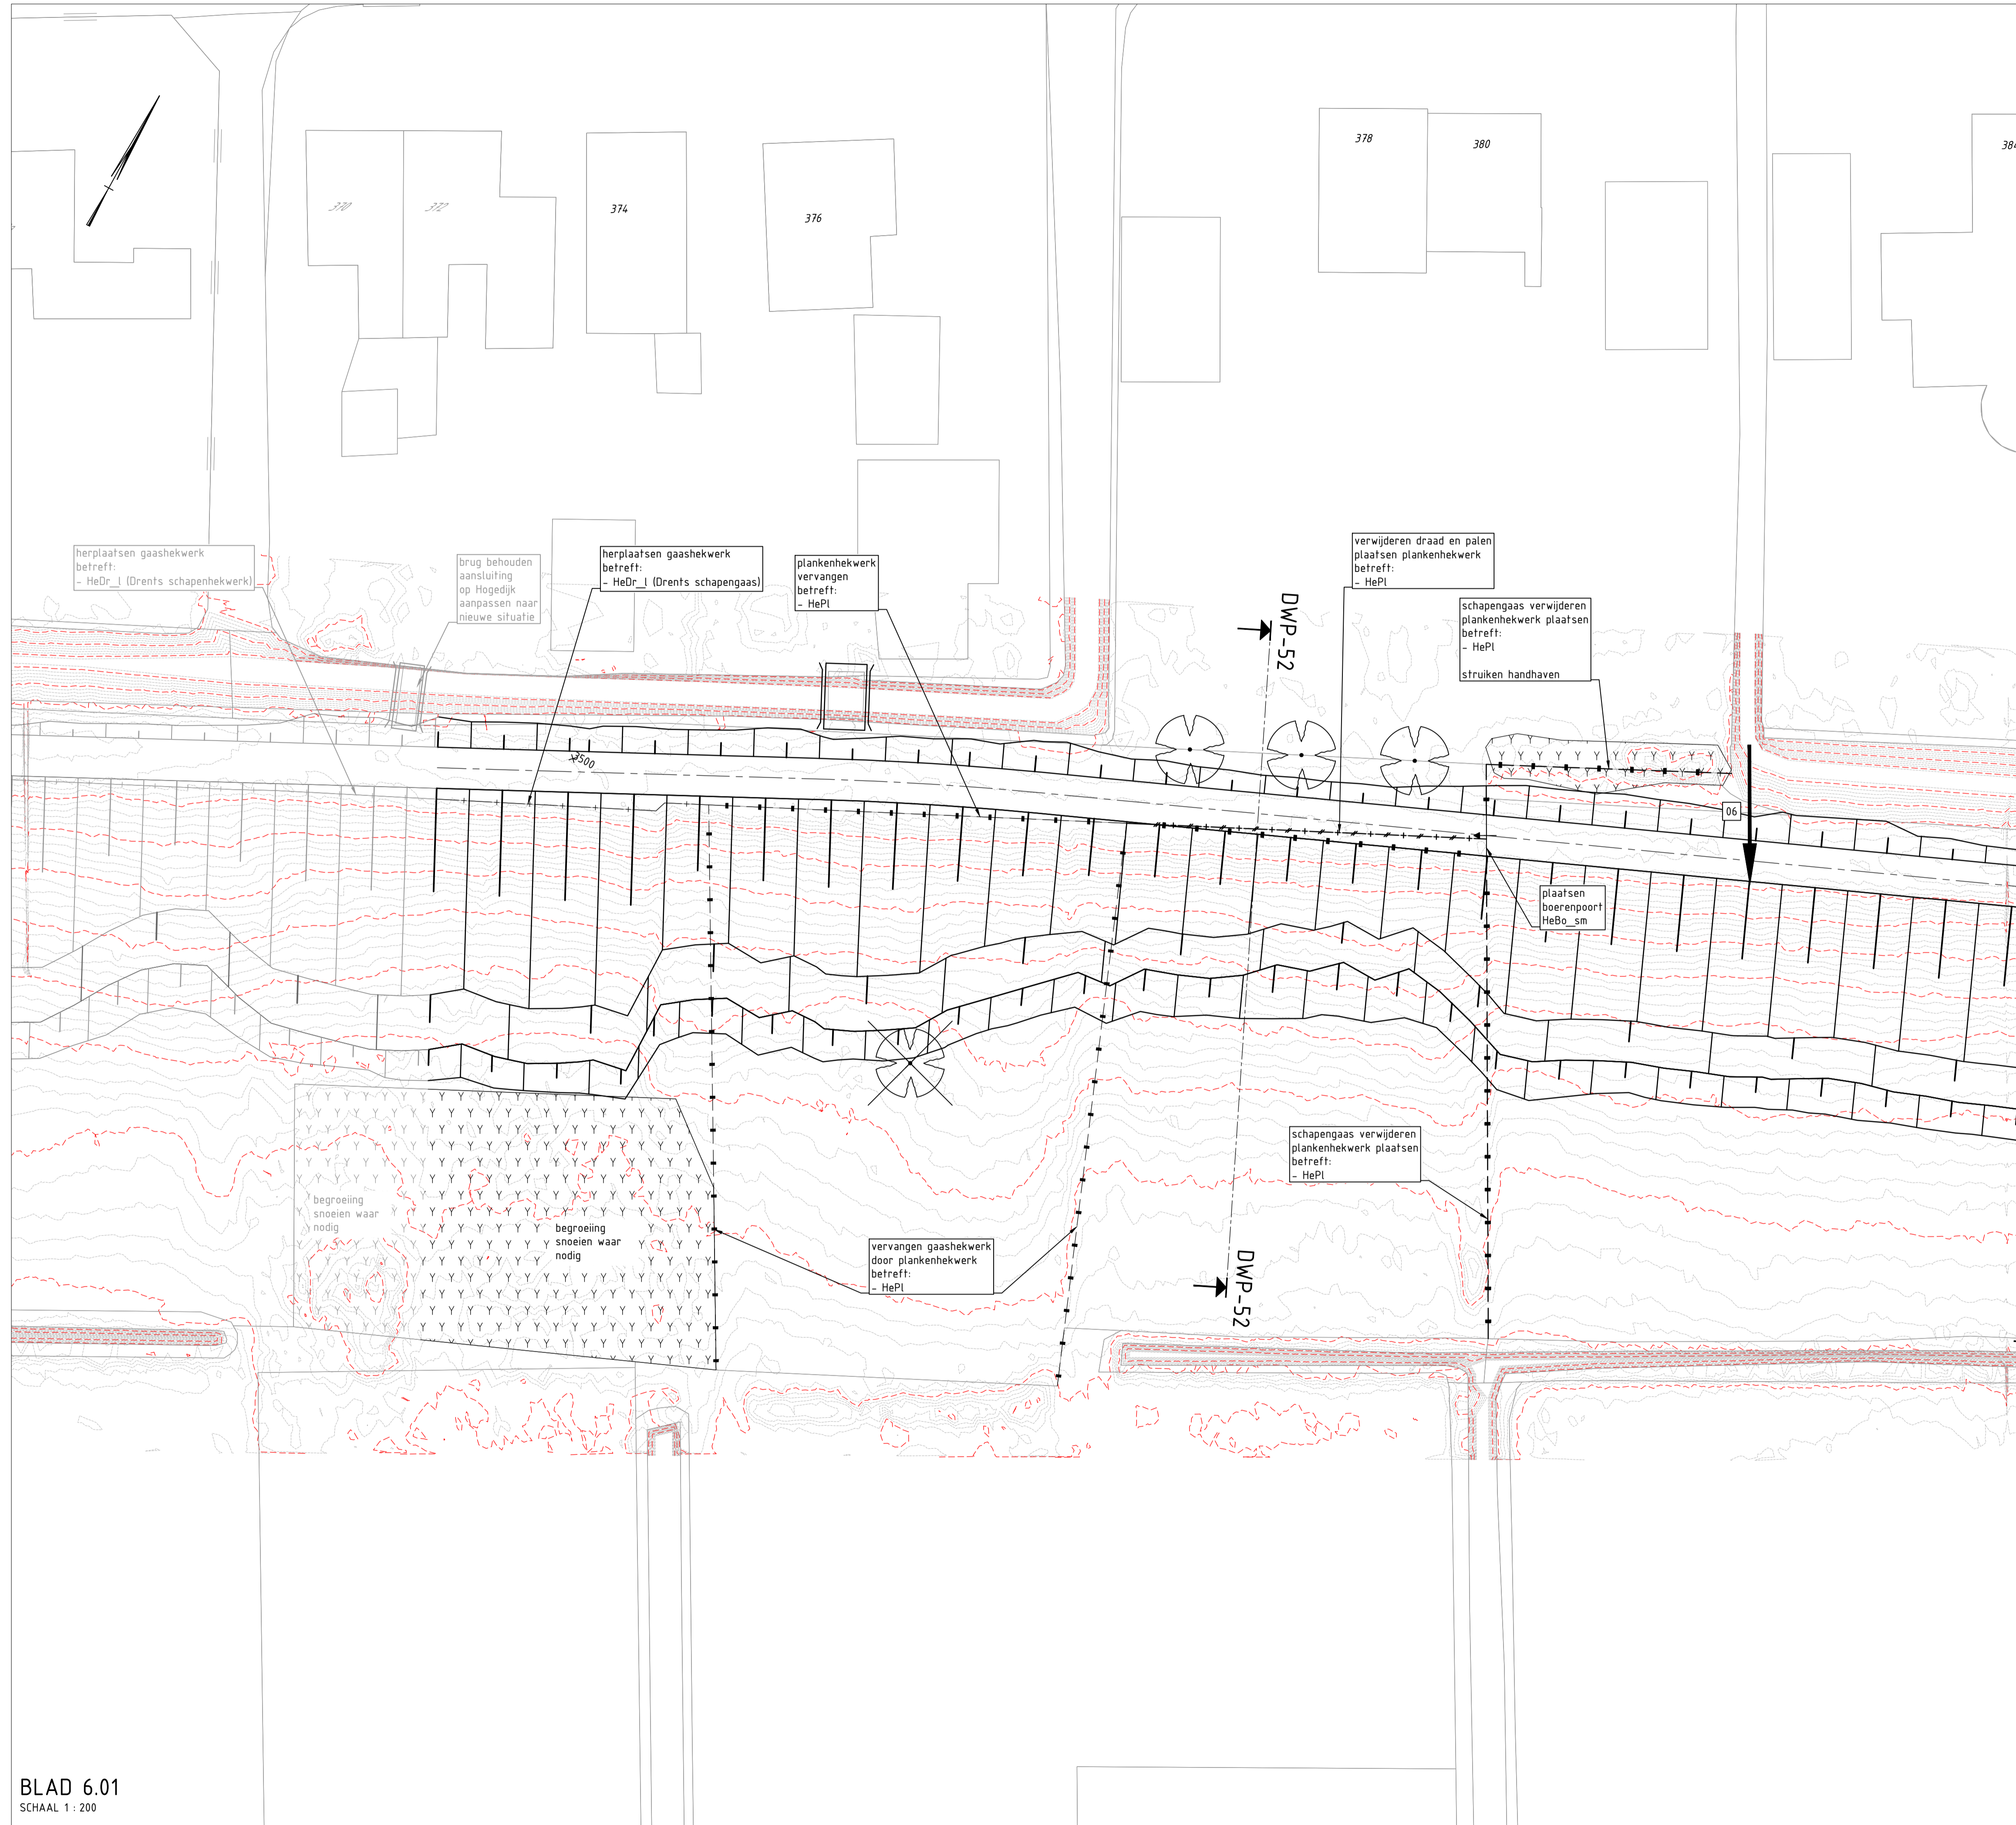 378
380
384
370
372
374
376
verwijderen draad en palen
plaatsen plankenhekwerk
betreft:
- HePl
herplaatsen gaashekwerk
betreft:
- HeDr_l (Drents schapenhekwerk)
brug behouden
aansluiting
op Hogedijk
aanpassen naar
nieuwe situatie
herplaatsen gaashekwerk
betreft:
- HeDr_l (Drents schapengaas)
plankenhekwerk
vervangen
betreft:
- HePl
DWP-52
schapengaas verwijderen
plankenhekwerk plaatsen
betreft:
- HePl
struiken handhaven
3500
06
plaatsen
boerenpoort
HeBo_sm
schapengaas verwijderen
plankenhekwerk plaatsen
betreft:
- HePl
begroeiing
snoeien waar
nodig
begroeiing
snoeien waar
nodig
vervangen gaashekwerk
door plankenhekwerk
betreft:
- HePl
DWP-52
BLAD 6.01
SCHAAL 1 : 200